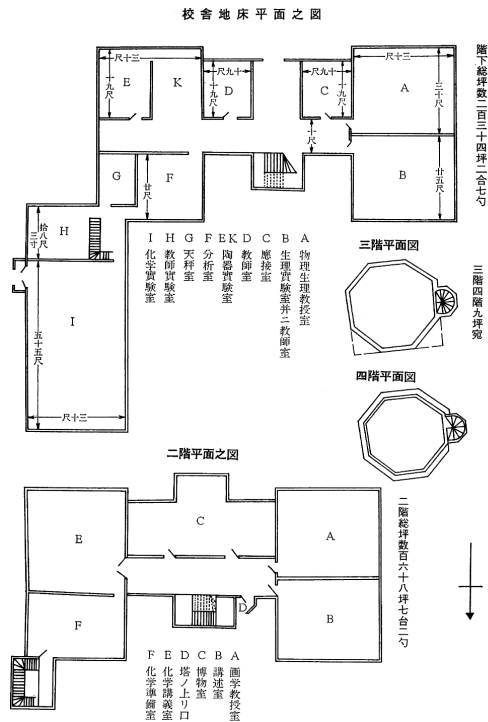 校舎地床平面之図
階下総坪数二百三十四坪二合七勺
三十尺
十九尺
E
K
十九尺
十九尺
D
十九尺
十九尺
C
三十尺
三十尺
A
十尺
廿五尺
B
G
廿尺
F
拾八尺三寸
H
五十五尺
I
三十尺
A 物理生理教授室
B 生理實驗室并ニ教師室
C 應接室
D 教師室
K
E 陶器實驗室
F 分析室
G 天秤室
H 教師實驗室
I 化学實驗室
三階平面図
三階四階九坪宛
四階平面図
二階平面之図
二階総坪数百六十八坪七台二勺
E
C
A
F
D
B
A 画学教授室
B 講述室
C 博物室
D 塔ノ上リ口
E 化学講義室
F 化学準備室